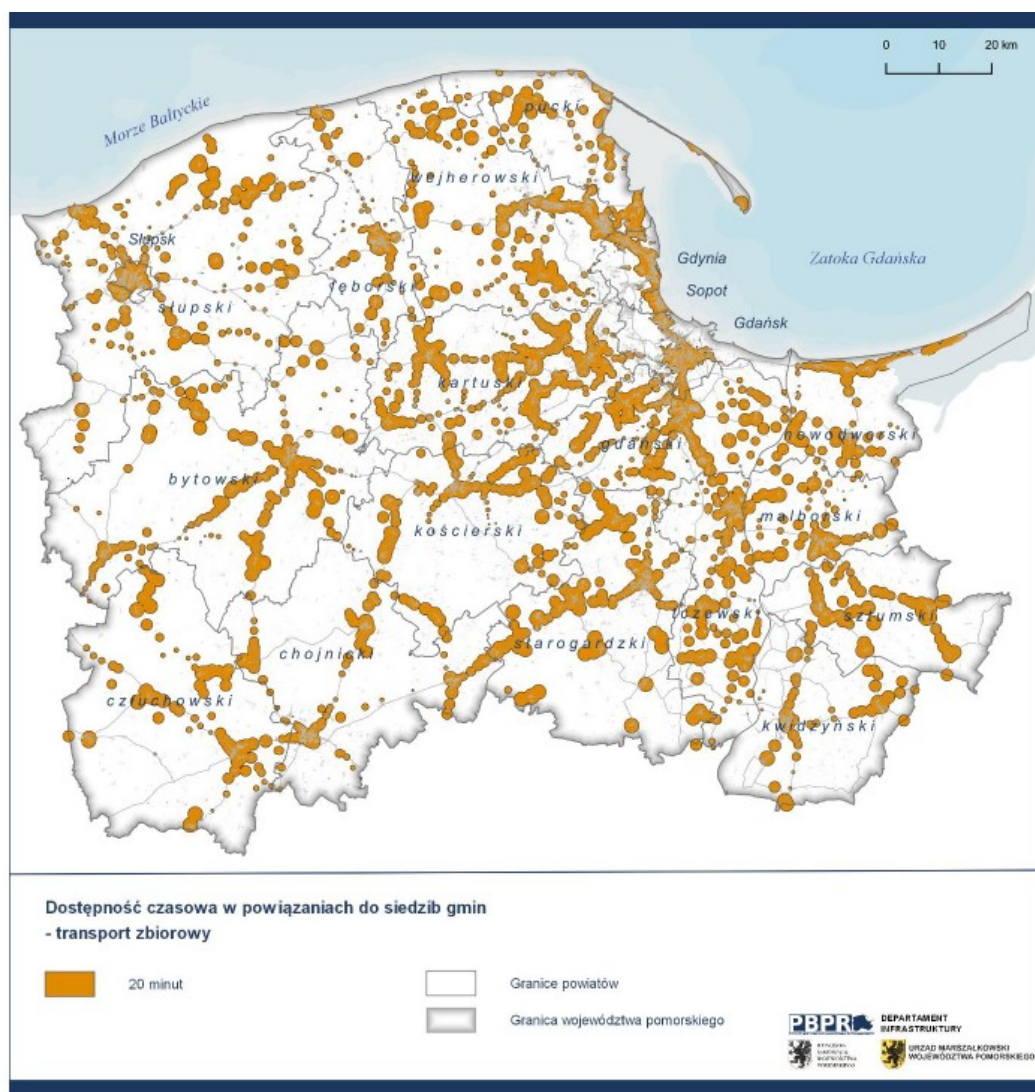 0 10 20 km
Morze Bałtyckie
pucki
wejherowski
Słupsk
Gdynia
Zatoka Gdańska
słupski
lęborski
Sopot
Gdańsk
kartuski
gdański
nowodworski
bytowski
kościerski
malborski
tczewski
sztumski
chojnicki
starogardzki
człuchowski
kwidzyński
Dostępność czasowa w powiązaniach do siedzib gmin
- transport zbiorowy
20 minut
Granice powiatów
Granica województwa pomorskiego
PBPR
DEPARTAMENT
INFRASTRUKTURY
URZĄD MARSZAŁKOWSKI
WOJEWÓDZTWA POMORSKIEGO